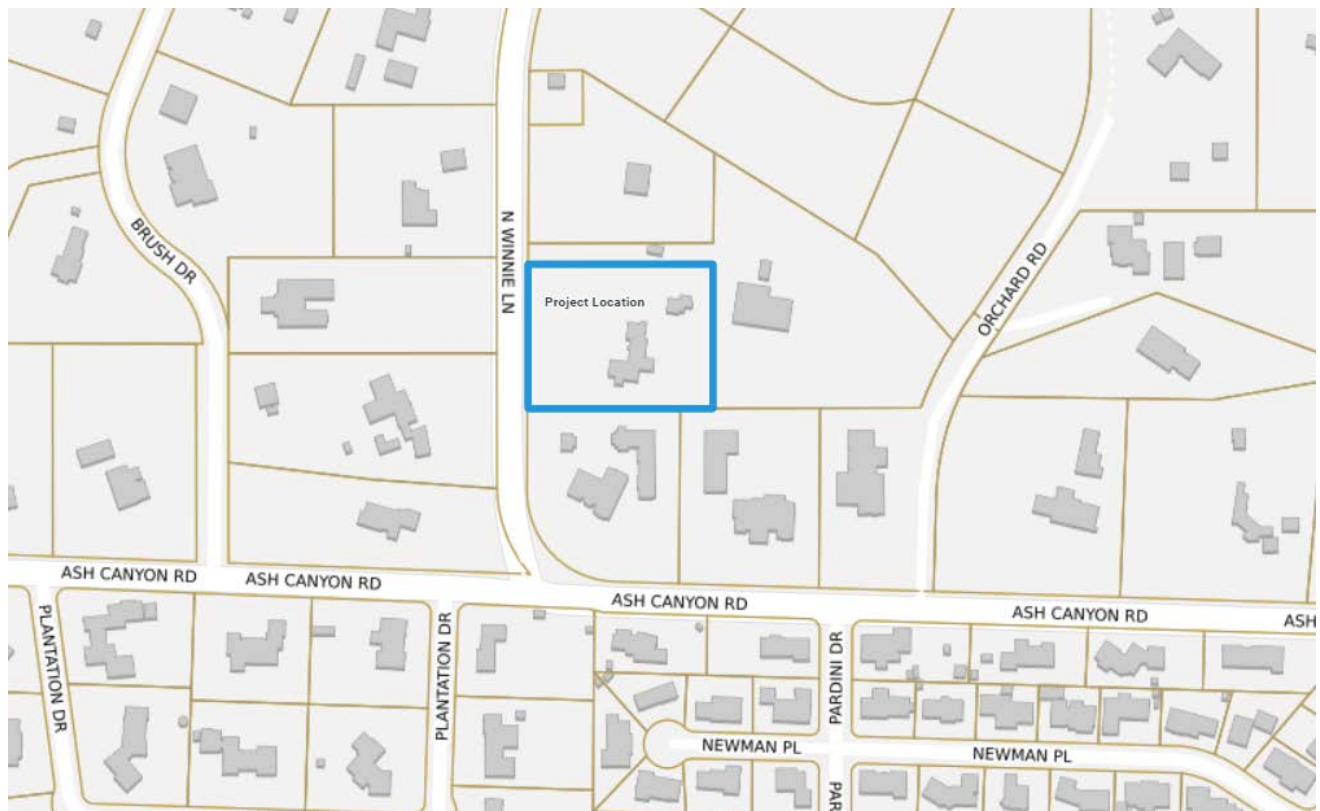 BRUSH DR
N WINNIE LN
Project Location
ORCHARD RD
ASH CANYON RD
ASH CANYON RD
ASH CANYON RD
ASH CANYON RD
ASH
PLANTATION DR
PLANTATION DR
PARDINI DR
NEWMAN PL
NEWMAN PL
PAR